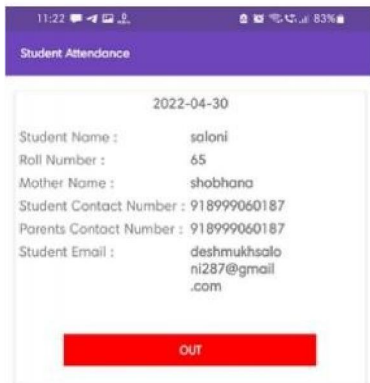 11:22 83%
Student Attendance
2022-04-30
Student Name : saloni
Roll Number : 65
Mother Name : shobhana
Student Contact Number : 918999060187
Parents Contact Number : 918999060187
Student Email : deshmukhsalo
ni287@gmail
.com
OUT